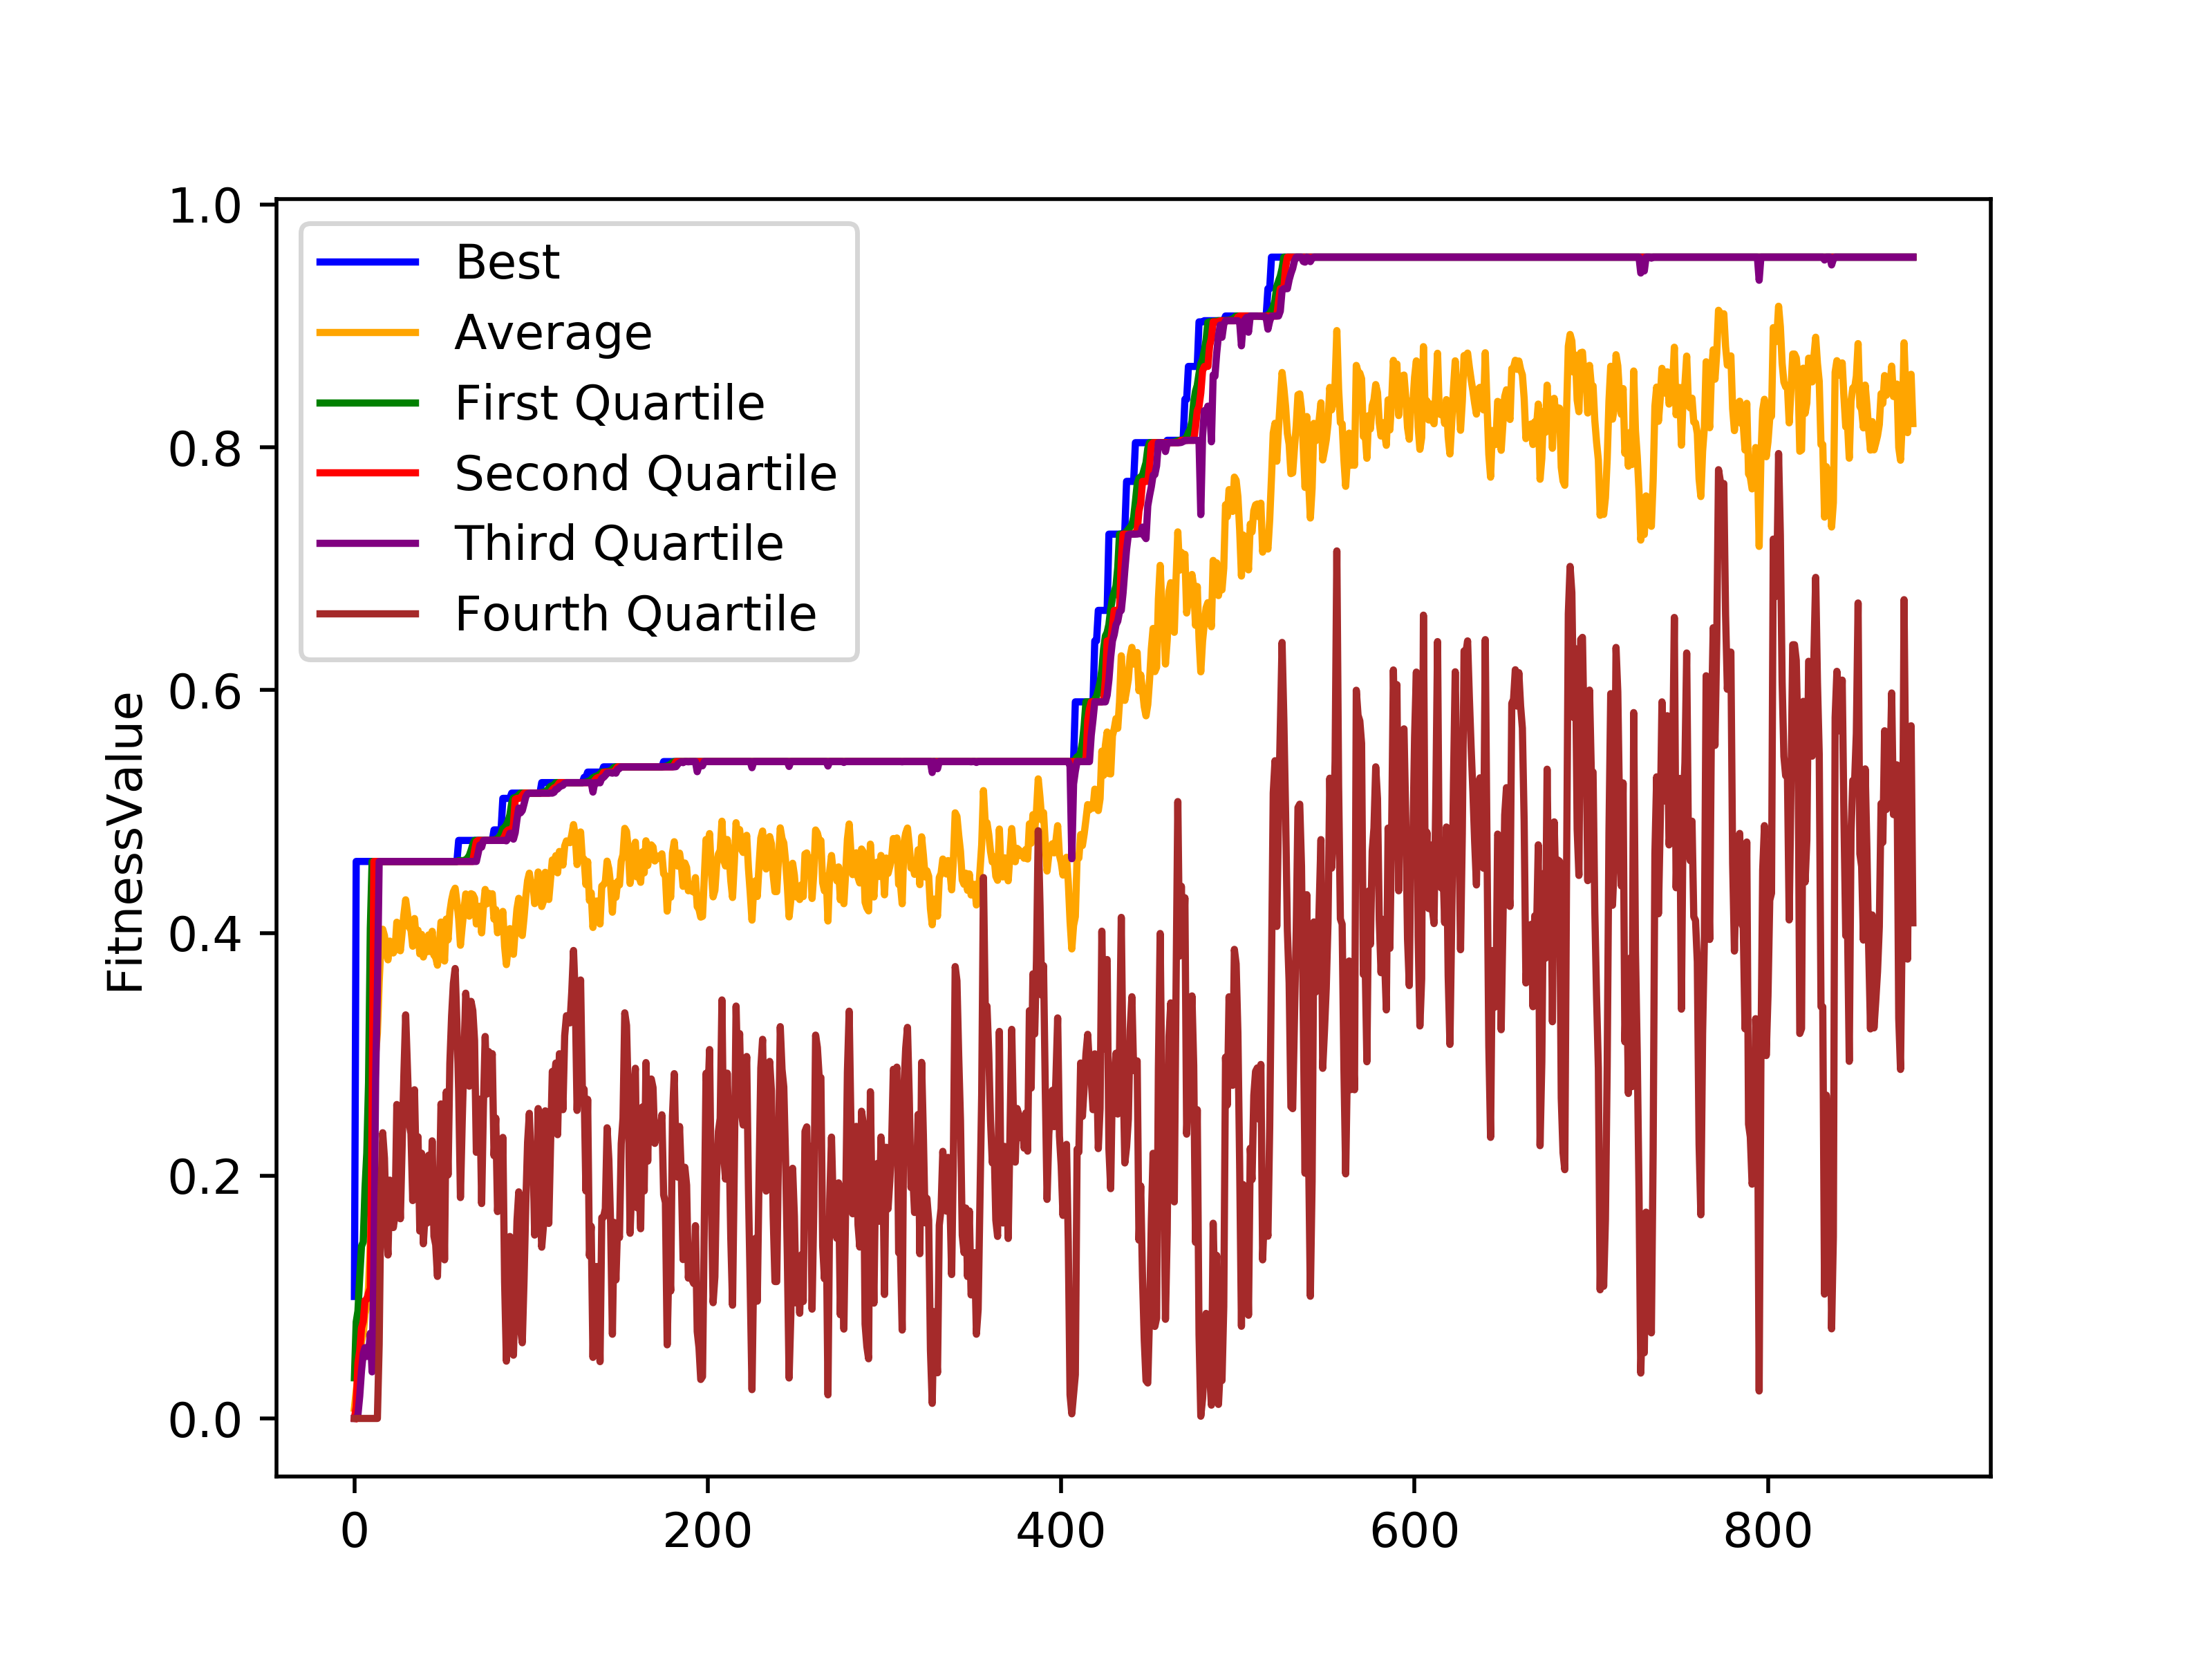 1.0
0.8
0.6
0.4
0.2
0.0
FitnessValue
Best
Average
First Quartile
Second Quartile
Third Quartile
Fourth Quartile
0 200 400 600 800